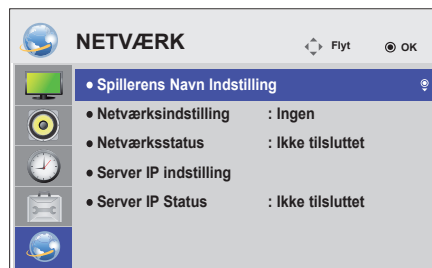 NETVÆRK
Flyt
OK
• Spillerens Navn Indstilling
• Netværksindstilling : Ingen
• Netværksstatus : Ikke tilsluttet
• Server IP indstilling
• Server IP Status : Ikke tilsluttet